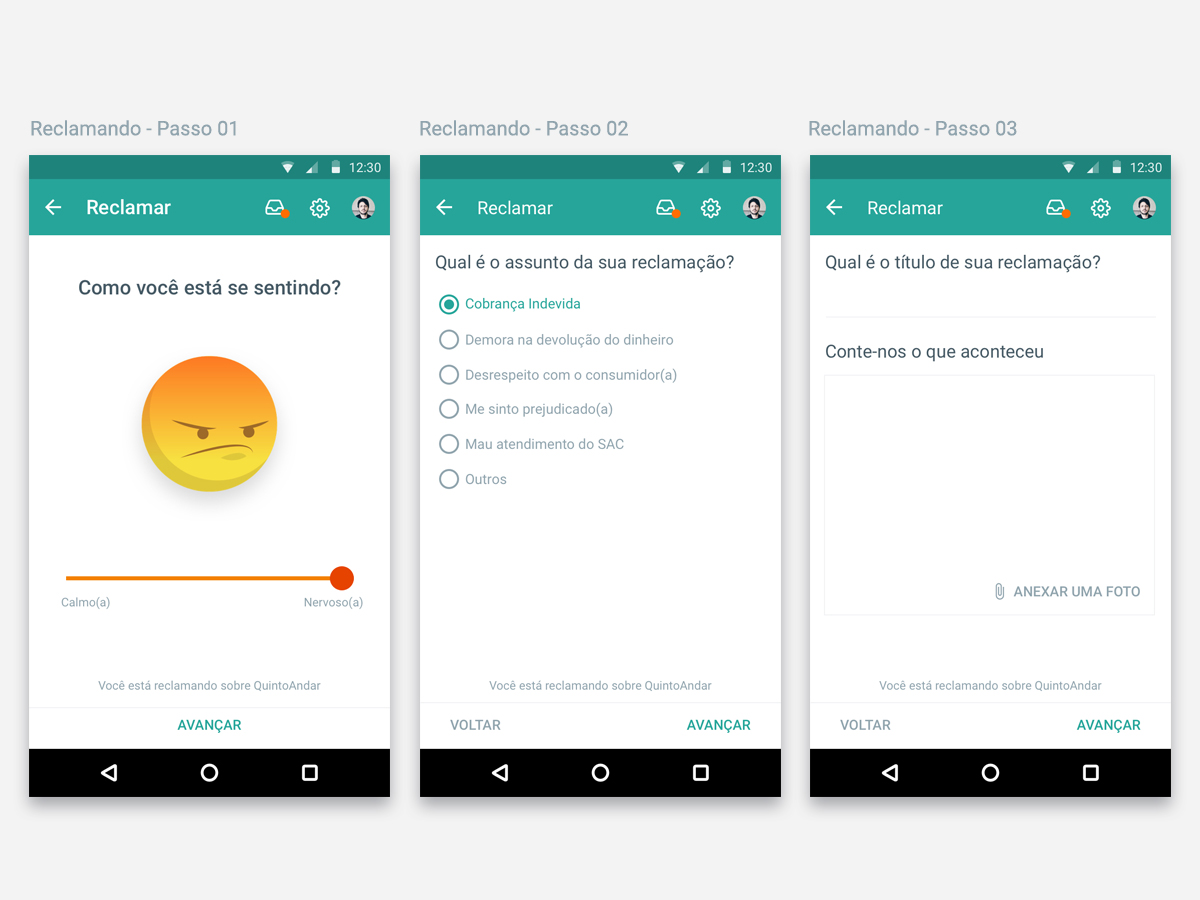 Reclamando - Passo 01
12:30
Reclamar
Como você está se sentindo?
Calmo(a)
Nervoso(a)
Você está reclamando sobre QuintoAndar
AVANÇAR
Reclamando - Passo 02
12:30
Reclamar
Qual é o assunto da sua reclamação?
Cobrança Indevida
Demora na devolução do dinheiro
Desrespeito com o consumidor(a)
Me sinto prejudicado(a)
Mau atendimento do SAC
Outros
Você está reclamando sobre QuintoAndar
VOLTAR
AVANÇAR
Reclamando - Passo 03
12:30
Reclamar
Qual é o título de sua reclamação?
Conte-nos o que aconteceu
ANEXAR UMA FOTO
Você está reclamando sobre QuintoAndar
VOLTAR
AVANÇAR